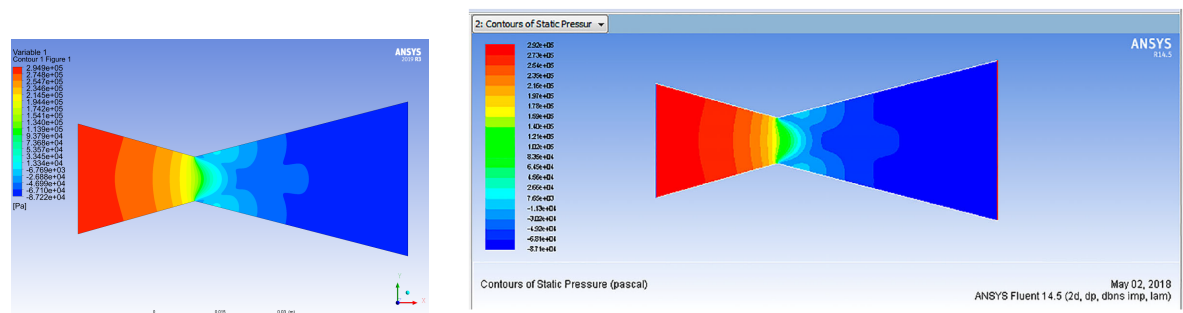 Variable 1
Contour 1 Figure 1
2.949e+05
2.748e+05
2.547e+05
2.346e+05
2.145e+05
1.944e+05
1.742e+05
1.541e+05
1.340e+05
1.139e+05
9.379e+04
7.368e+04
5.357e+04
3.345e+04
1.334e+04
-6.769e+03
-2.688e+04
-4.699e+04
-6.710e+04
-8.722e+04
[Pa]
ANSYS
2019 R3
Y
X
0
0.015
0.03 (m)
2: Contours of Static Pressur
2.92e+05
2.73e+05
2.54e+05
2.35e+05
2.16e+05
1.97e+05
1.78e+05
1.59e+05
1.40e+05
1.21e+05
1.02e+05
8.35e+04
6.45e+04
4.55e+04
2.66e+04
7.65e+03
-1.13e+04
-3.02e+04
-4.92e+04
-6.81e+04
-8.71e+04
ANSYS
R14.5
Contours of Static Pressure (pascal)
May 02, 2018
ANSYS Fluent 14.5 (2d, dp, dbns imp, lam)